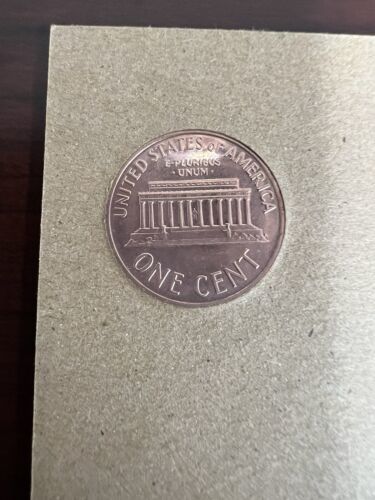 UNITED STATES OF AMERICA
E·PLURIBUS
·UNUM·
ONE CENT